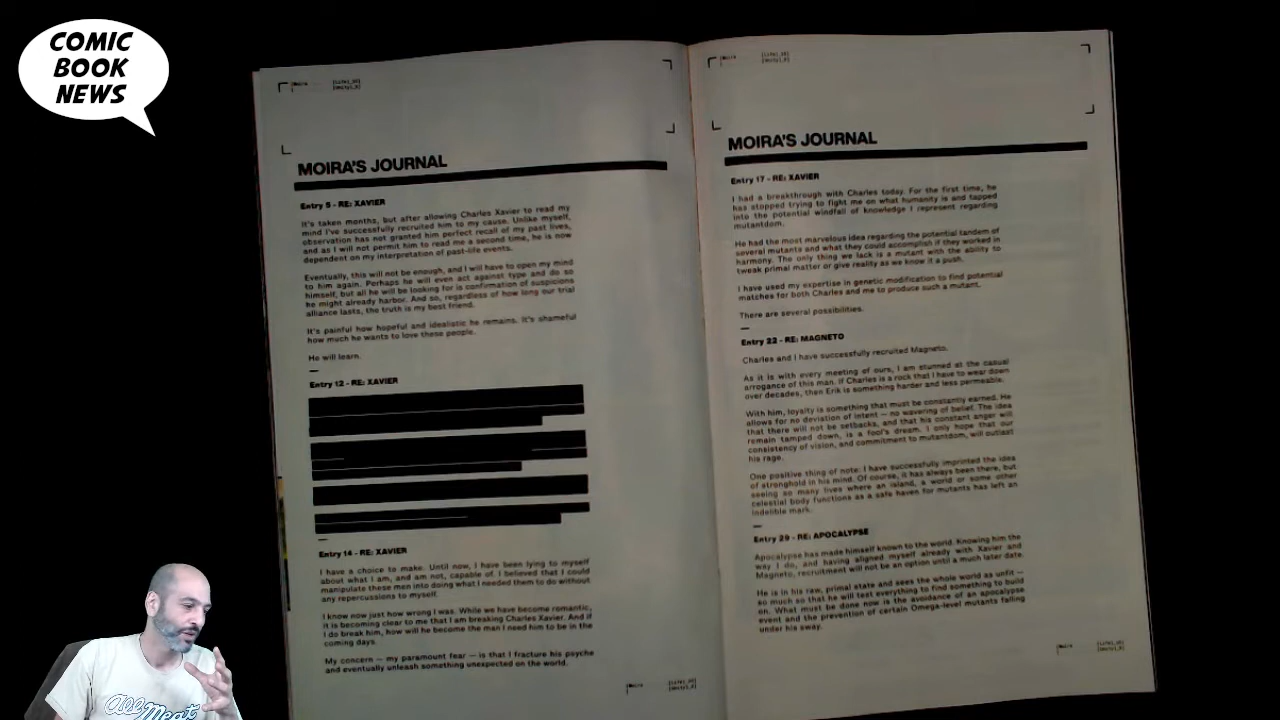 COMIC
BOOK
NEWS
MOIRA'S JOURNAL
Entry 5 - RE: XAVIER
It's taken months, but after allowing Charles Xavier to read my
mind I've successfully recruited him to my cause. Unlike myself,
observation has not granted him perfect recall of my past lives,
and as I will not permit him to read me a second time, he is now
dependent on my interpretation of past-life events.
Eventually, this will not be enough, and I will have to open my mind
to him again. Perhaps he will even act against type and do so
himself, but all he will be looking for is confirmation of suspicions
he might already harbor. And so, regardless of how long our trial
alliance lasts, the truth is my best friend.
It's painful how hopeful and idealistic he remains. It's shameful
how much he wants to love these people.
He will learn.
—
Entry 12 - RE: XAVIER
—
Entry 14 - RE: XAVIER
I have a choice to make. Until now, I have been lying to myself
about what I am, and am not, capable of. I believed that I could
manipulate these men into doing what I needed them to do without
any repercussions to myself.
I know now just how wrong I was. While we have become romantic,
it is becoming clear to me that I am breaking Charles Xavier. And if
I do break him, how will he become the man I need him to be in the
coming days.
My concern — my paramount fear — is that I fracture his psyche
and eventually unleash something unexpected on the world.
MOIRA'S JOURNAL
Entry 17 - RE: XAVIER
I had a breakthrough with Charles today. For the first time, he
has stopped trying to fight me on what humanity is and tapped
into the potential windfall of knowledge I represent regarding
mutantdom.
He had the most marvelous idea regarding the potential tandem of
several mutants and what they could accomplish if they worked in
harmony. The only thing we lack is a mutant with the ability to
tweak primal matter or give reality as we know it a push.
I have used my expertise in genetic modification to find potential
matches for both Charles and me to produce such a mutant.
There are several possibilities.
—
Entry 22 - RE: MAGNETO
Charles and I have successfully recruited Magneto.
As it is with every meeting of ours, I am stunned at the casual
arrogance of this man. If Charles is a rock that I have to wear down
over decades, then Erik is something harder and less permeable.
With him, loyalty is something that must be constantly earned. He
allows for no deviation of intent — no wavering of belief. The idea
that there will not be setbacks, and that his constant anger will
remain tamped down, is a fool's dream. I only hope that our
consistency of vision, and commitment to mutantdom, will outlast
his rage.
One positive thing of note: I have successfully imprinted the idea
of stronghold in his mind. Of course, it has always been there, but
seeing so many lives where an island, a world or some other
celestial body functions as a safe haven for mutants has left an
indelible mark.
—
Entry 29 - RE: APOCALYPSE
Apocalypse has made himself known to the world. Knowing him the
way I do, and having aligned myself already with Xavier and
Magneto, recruitment will not be an option until a much later date.
He is in his raw, primal state and sees the world as unfit —
so much so that he will test everything to find something to build
on. What must be done now is the avoidance of an apocalypse
event and the prevention of certain Omega-level mutants falling
under his sway.
All Meat